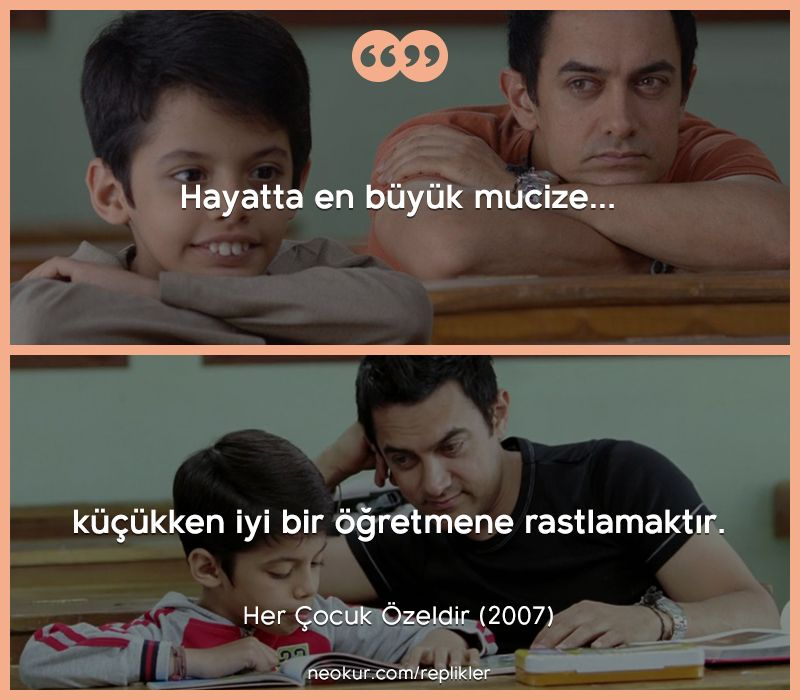 Hayatta en büyük mucize...
küçükken iyi bir öğretmene rastlamaktır.
Her Çocuk Özeldir (2007)
neokur.com/replikler